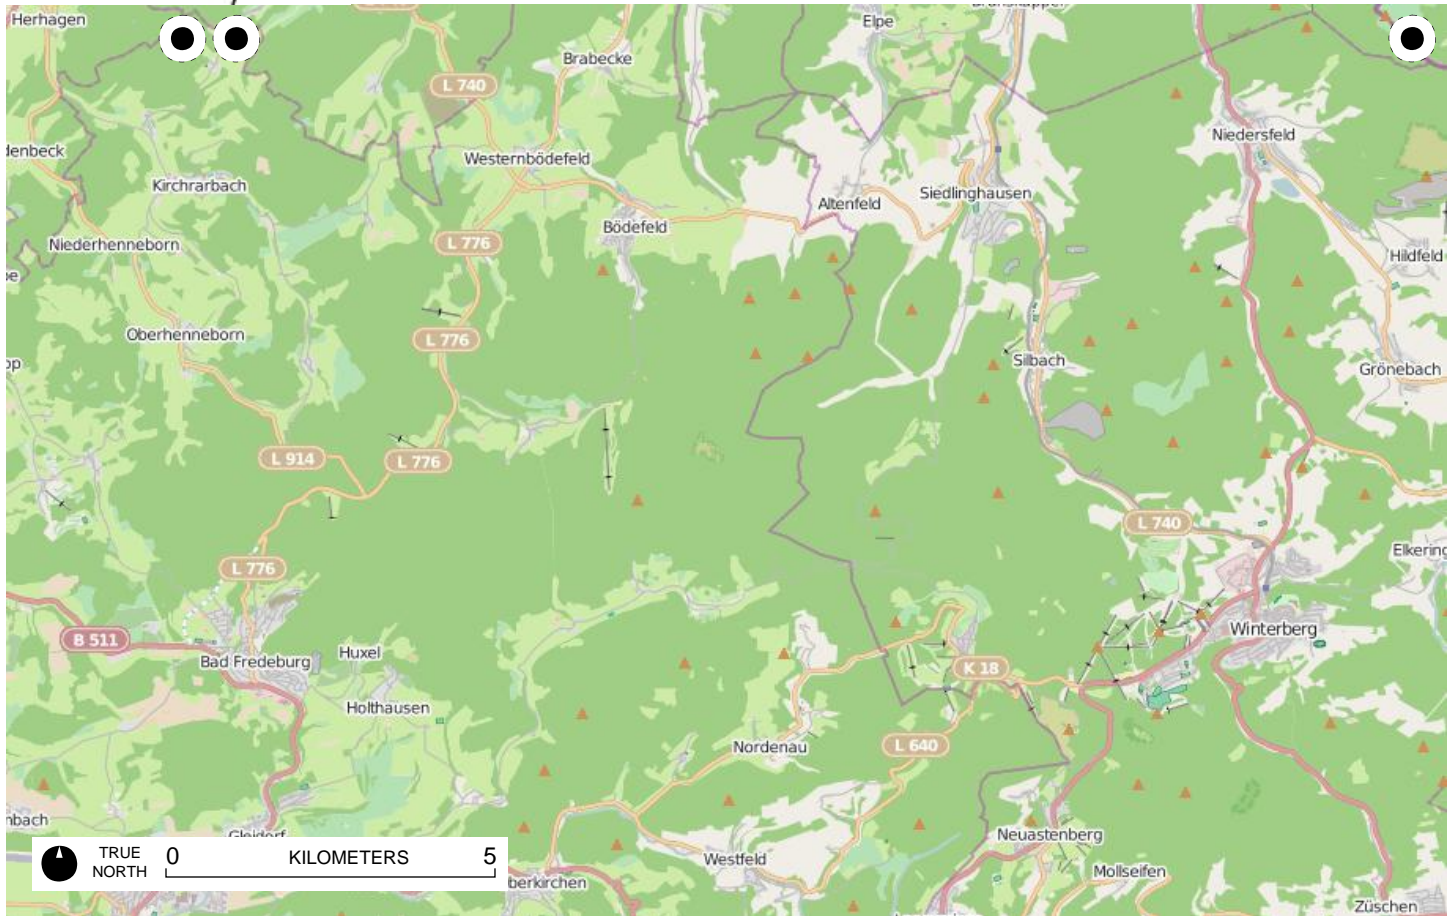 Herhagen
Elpe
Brabecke
L 740
Niedersfeld
denbeck
Westernbödefeld
Kirchrarbach
Siedlinghausen
Altenfeld
Bödefeld
Niederhenneborn
L 776
Hildfeld
Oberhenneborn
L 776
Silbach
Grönebach
L 914
L 776
L 740
Elkering
L 776
B 511
Winterberg
Huxel
Bad Fredeburg
K 18
Holthausen
Nordenau
L 640
nbach
Gleidorf
Neuastenberg
TRUE NORTH
0 KILOMETERS 5
Westfeld
Mollseifen
berkirchen
Züschen